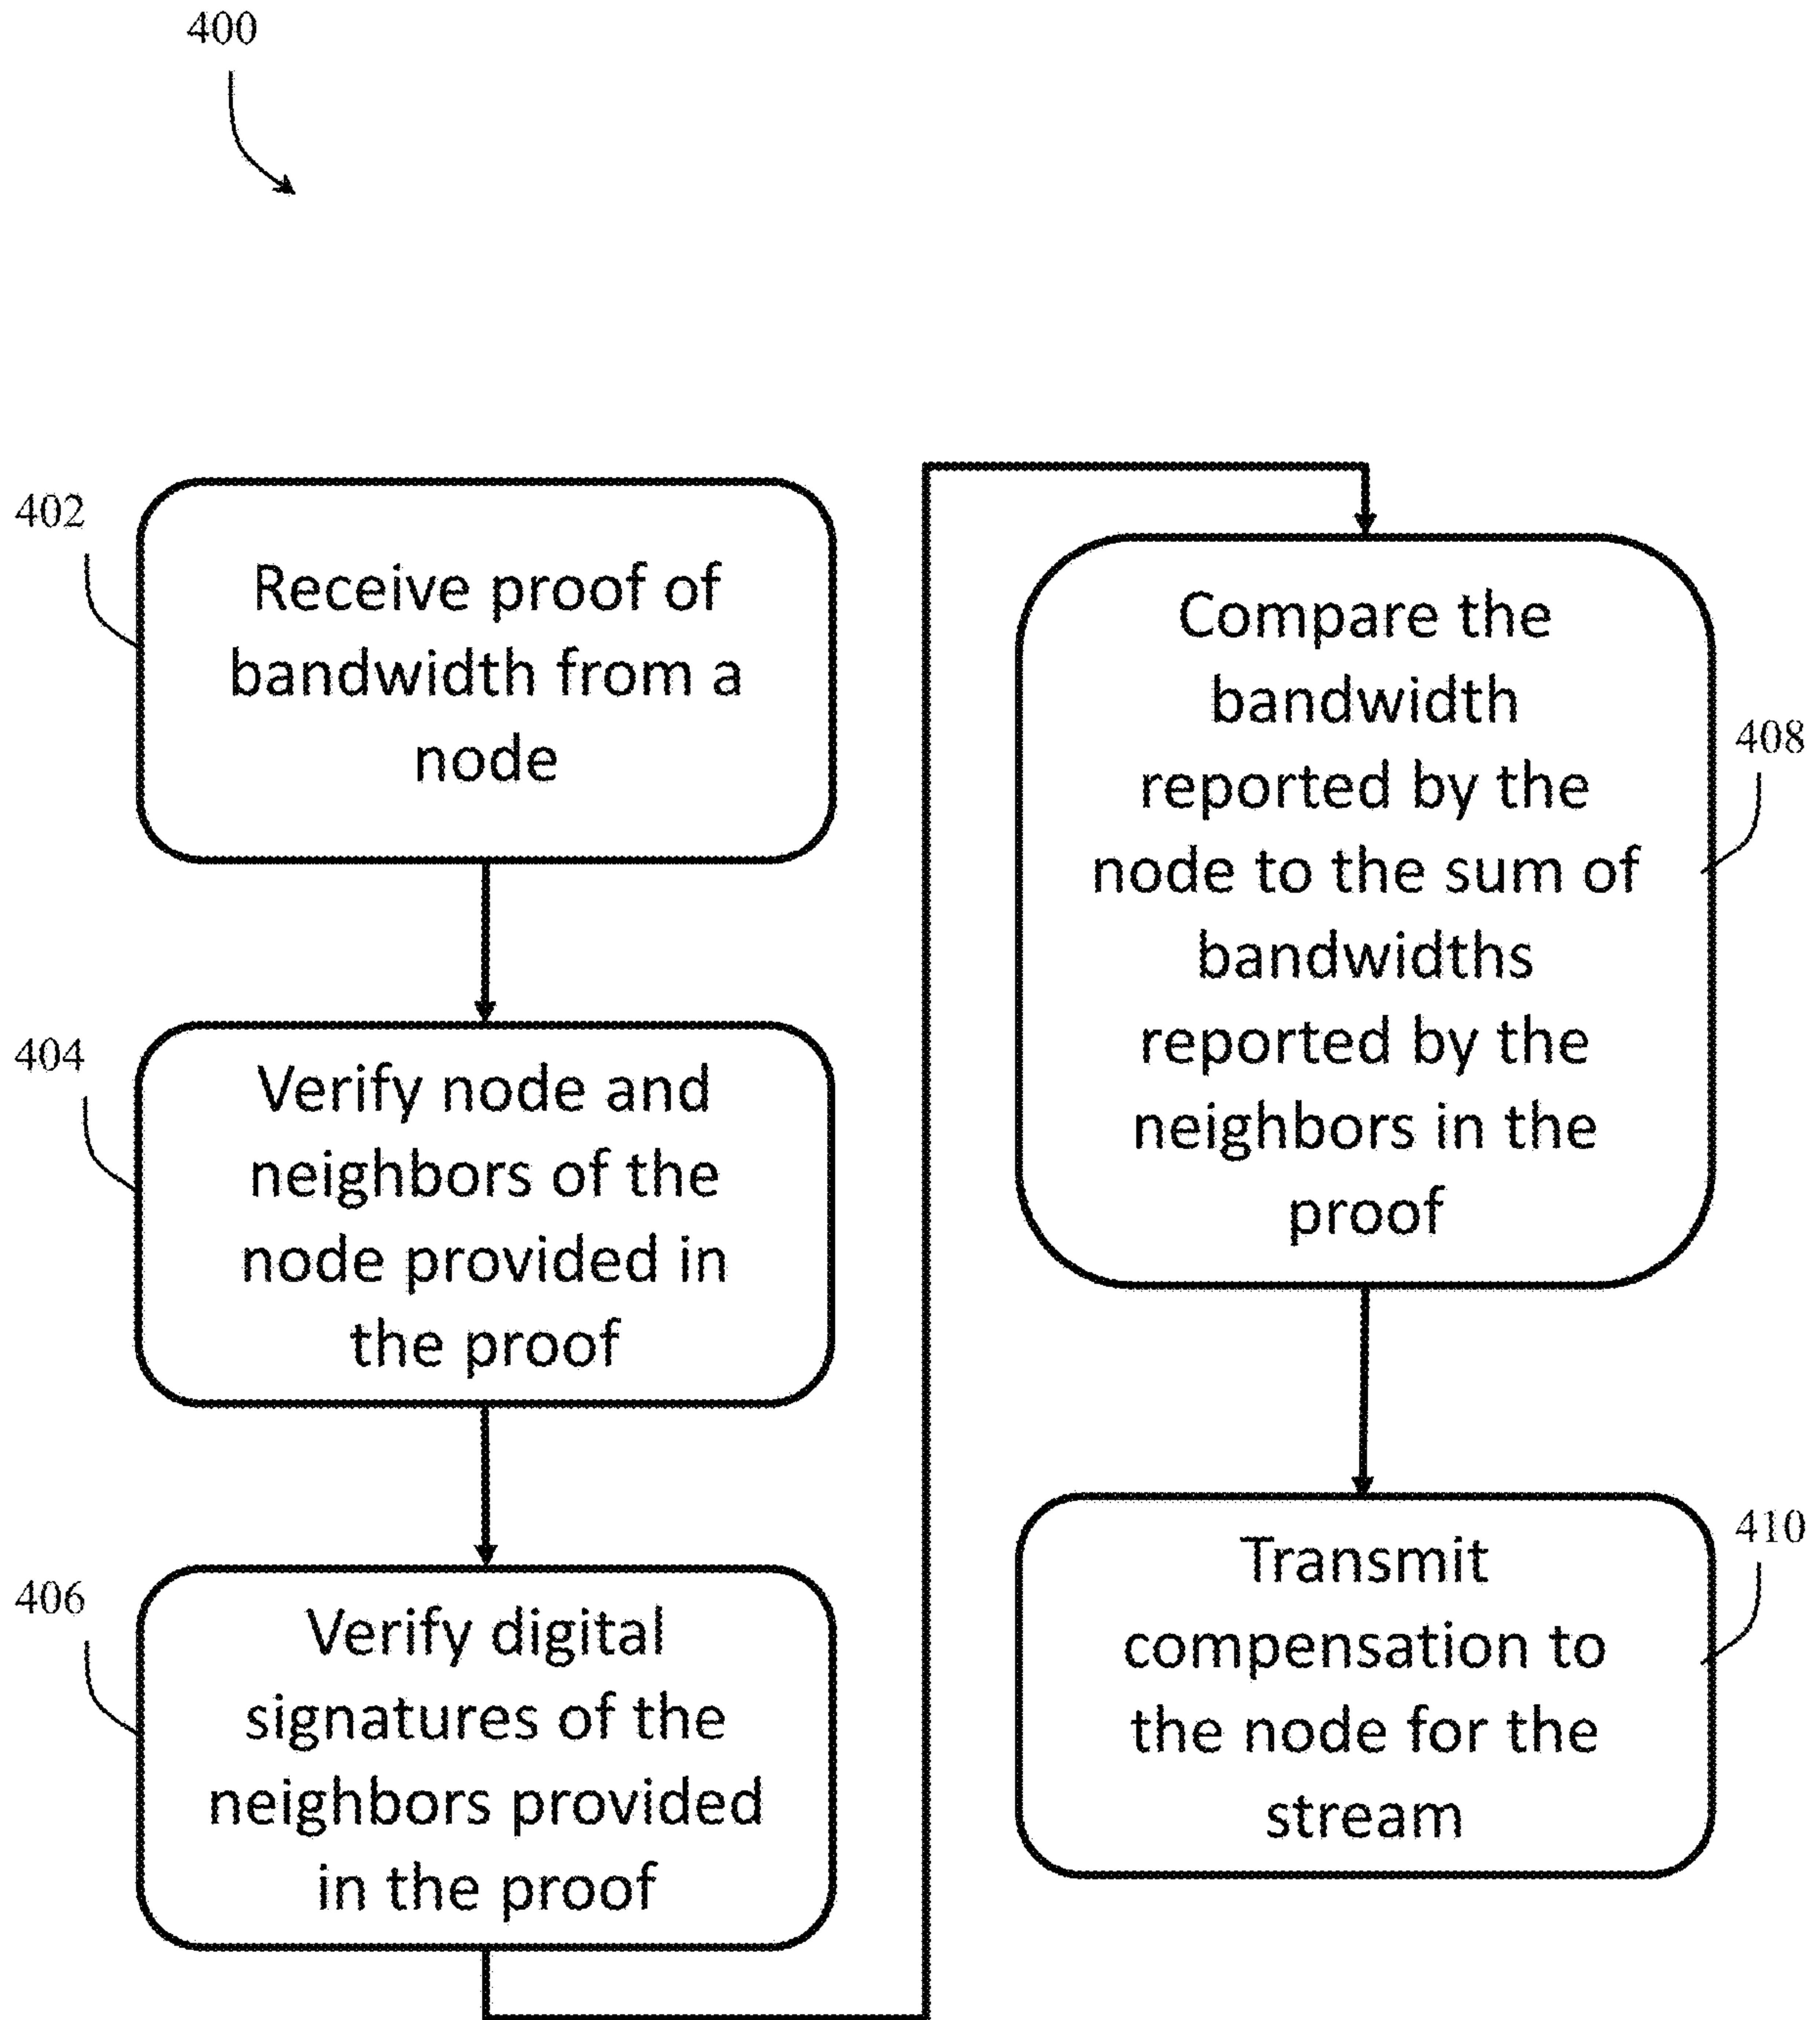 400
402
Receive proof of
bandwidth from a
node
404
Verify node and
neighbors of the
node provided in
the proof
406
Verify digital
signatures of the
neighbors provided
in the proof
408
Compare the
bandwidth
reported by the
node to the sum of
bandwidths
reported by the
neighbors in the
proof
410
Transmit
compensation to
the node for the
stream